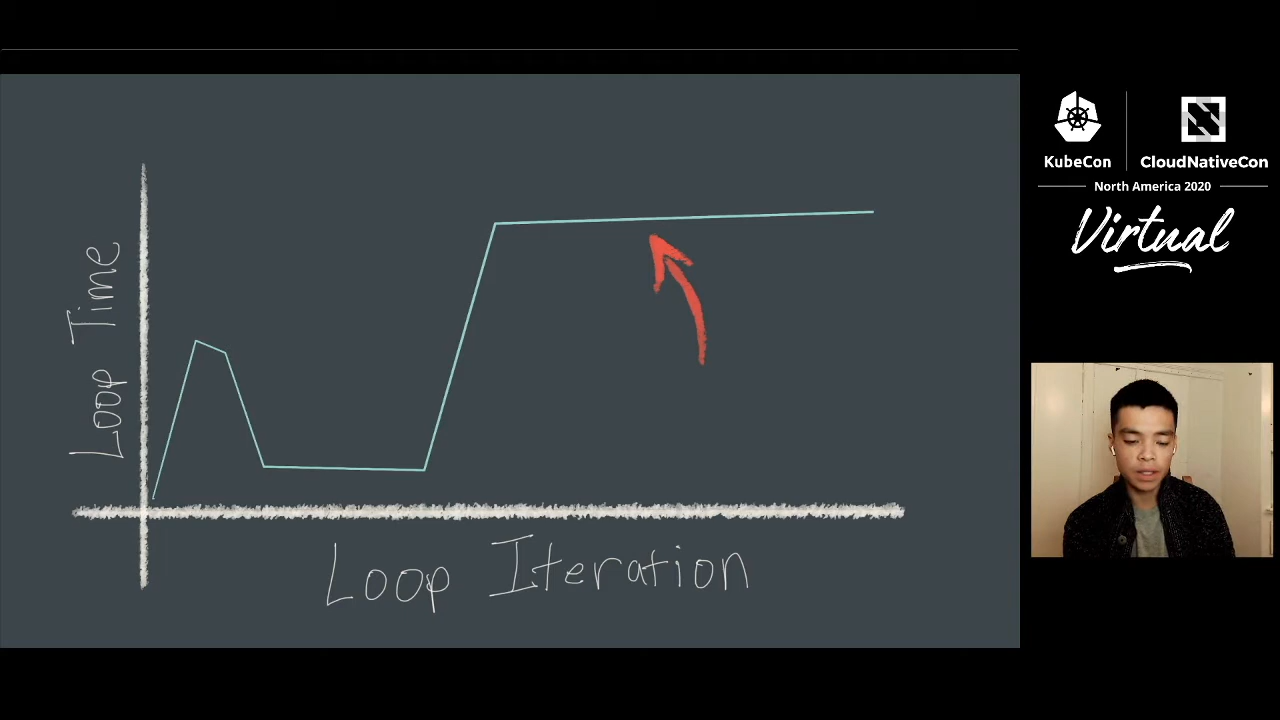 Loop Time
Loop Iteration
KubeCon
CloudNativeCon
North America 2020
Virtual